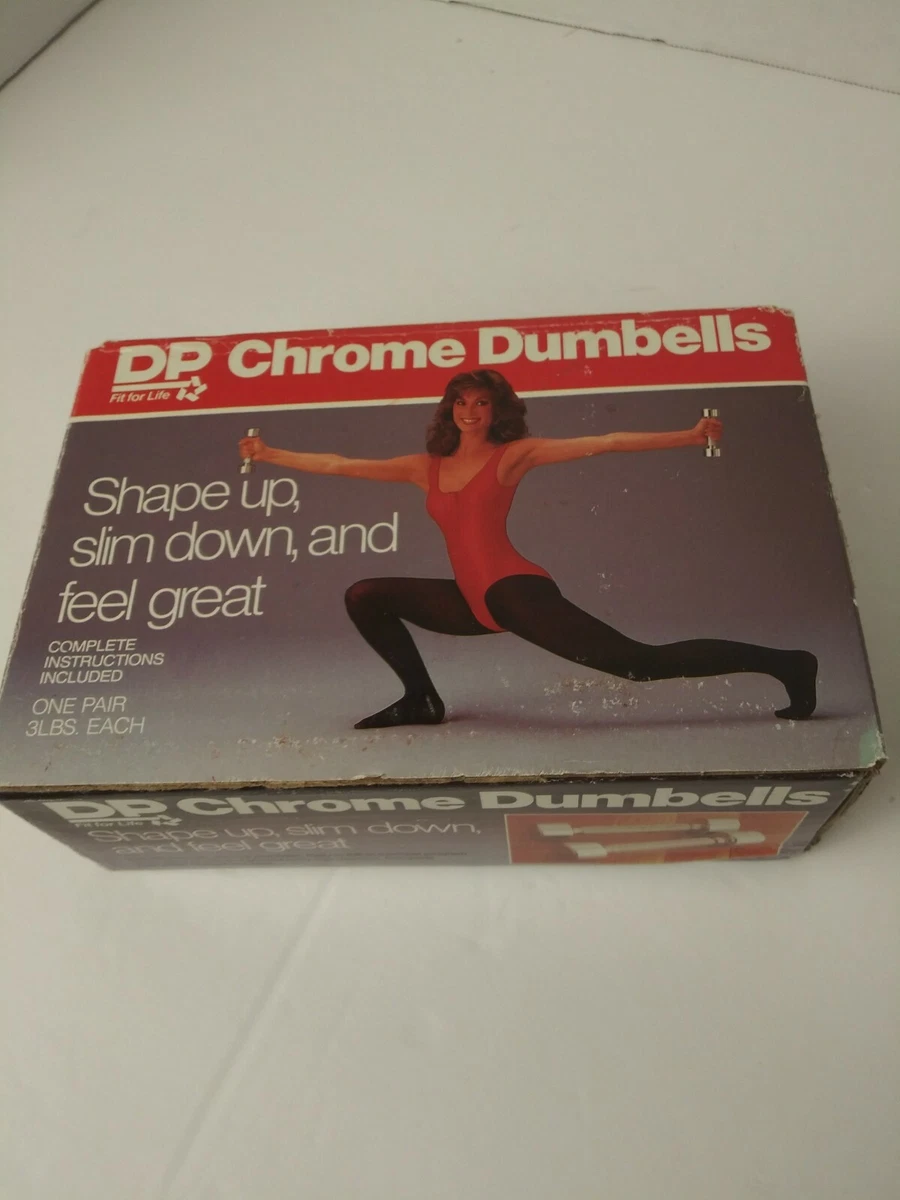 DP Chrome Dumbells
Fit for Life
Shape up,
slim down, and
feel great
COMPLETE
INSTRUCTIONS
INCLUDED
ONE PAIR
3LBS. EACH
DP Chrome Dumbells
Fit for Life
Shape up, slim down,
and feel great